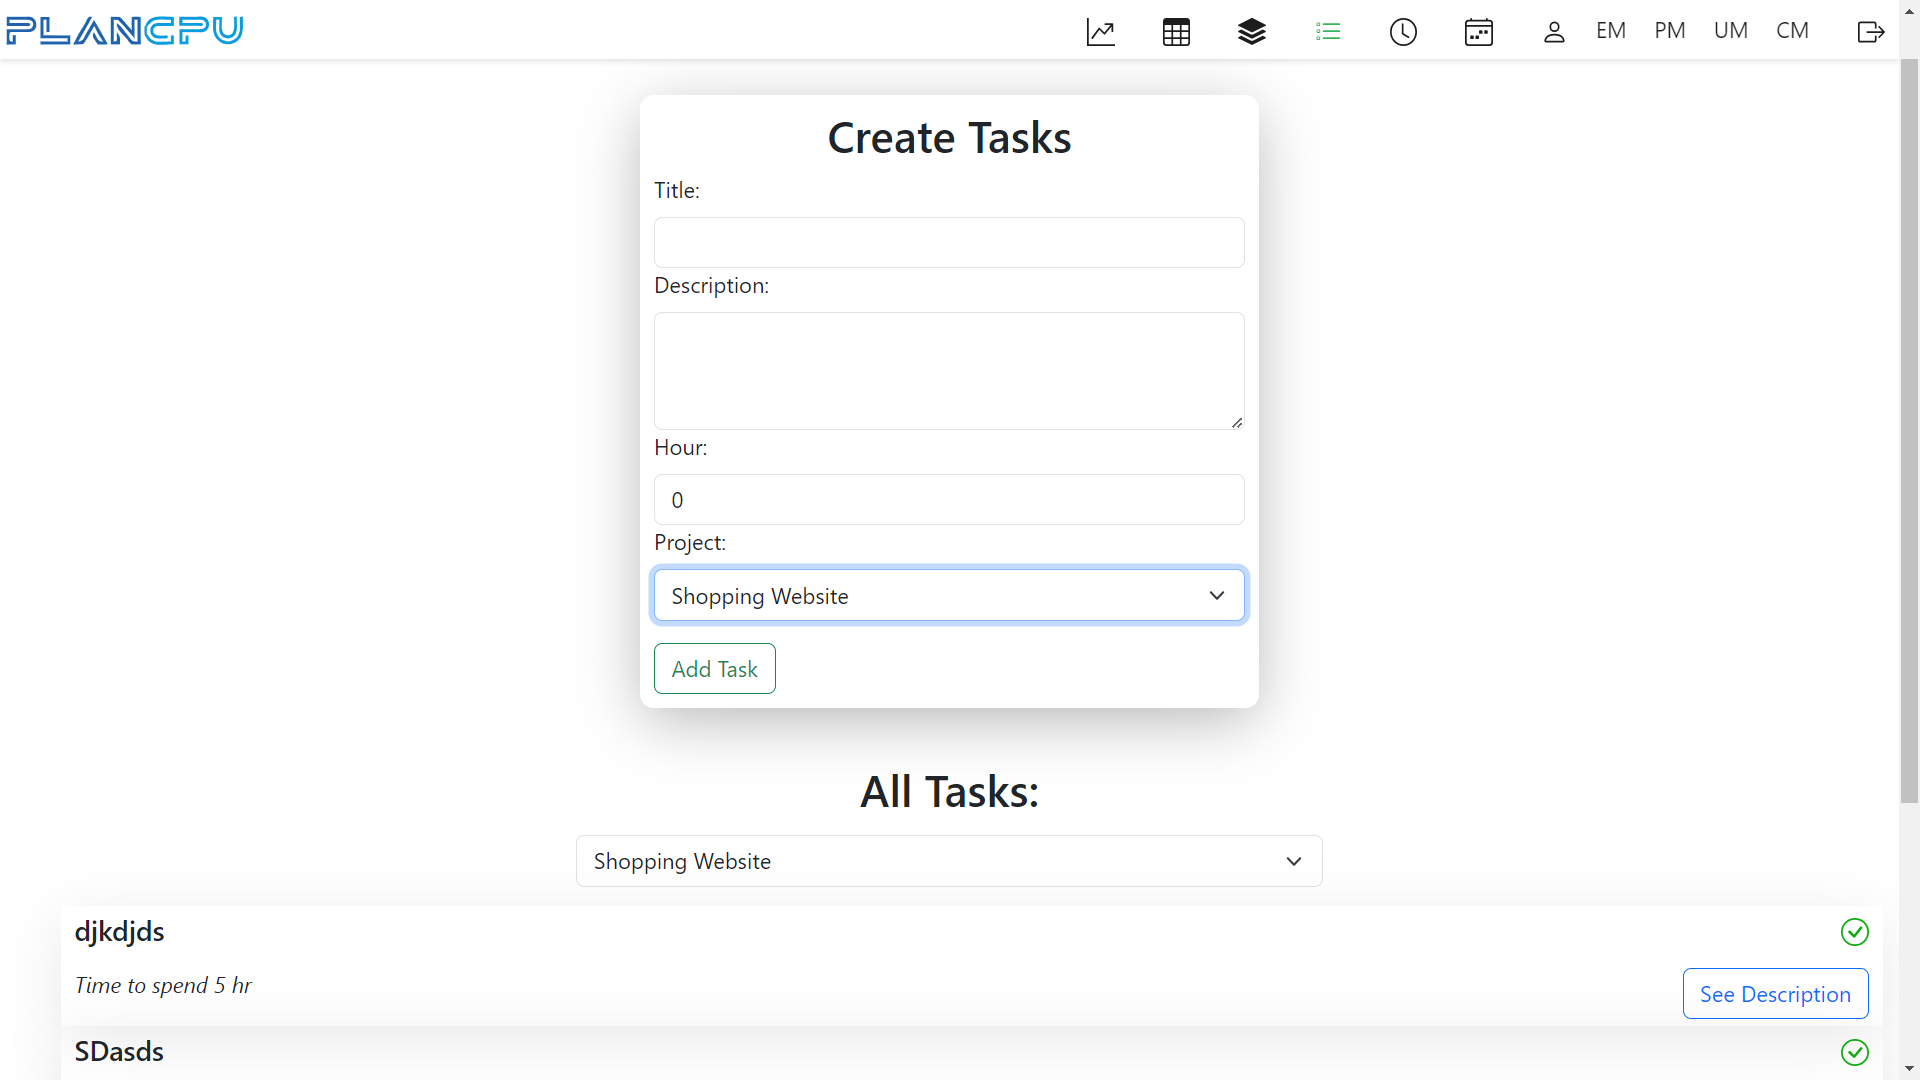 PLANCPU
EM PM UM CM
Create Tasks
Title:
Description:
Hour:
0
Project:
Shopping Website
Add Task
All Tasks:
Shopping Website
djkdjds
Time to spend 5 hr
See Description
SDasds